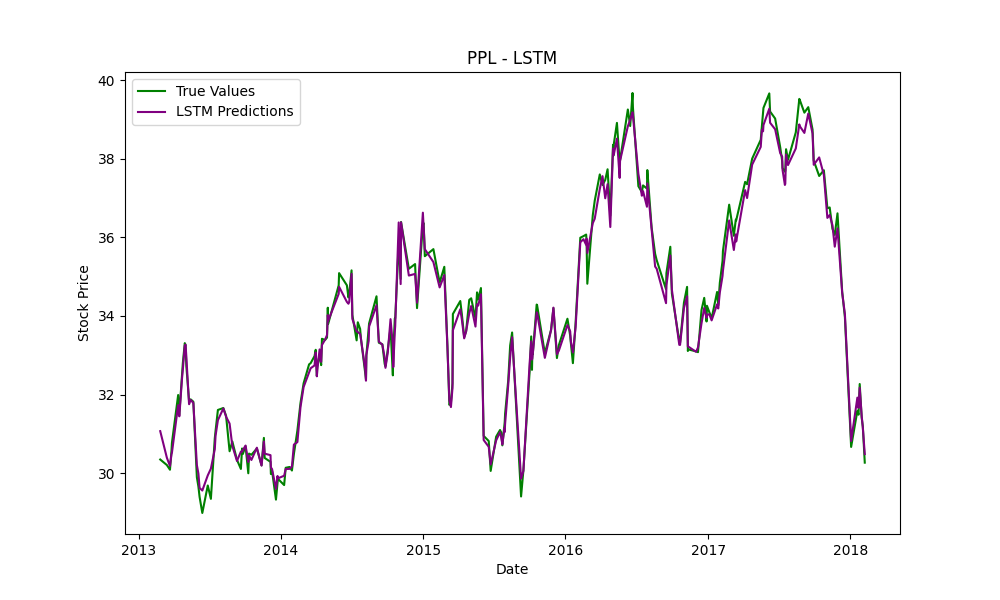 PPL - LSTM
True Values
LSTM Predictions
Stock Price
40
38
36
34
32
30
2013
2014
2015
2016
2017
2018
Date